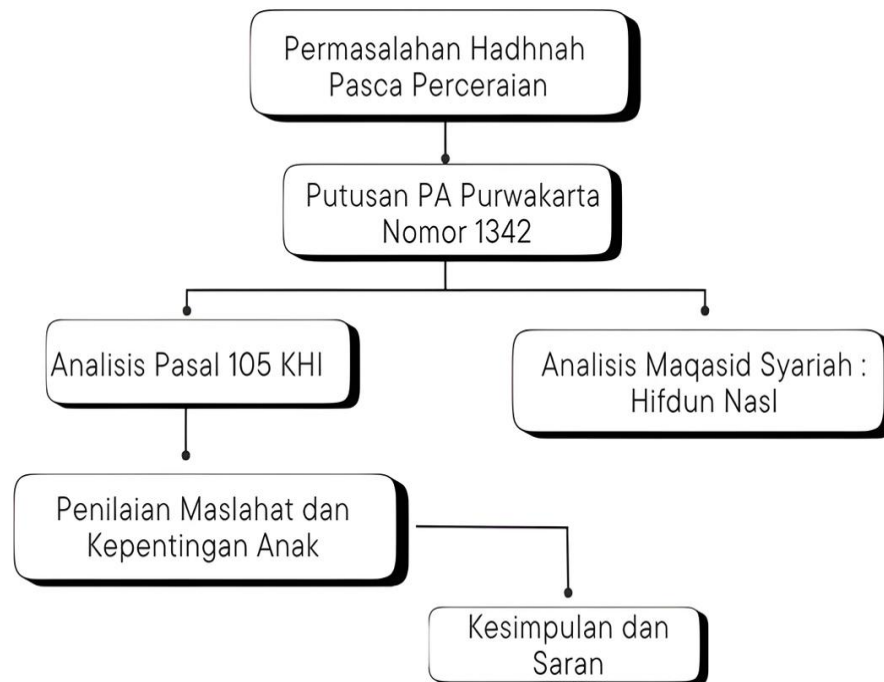 Permasalahan Hadhnah
Pasca Perceraian
Putusan PA Purwakarta
Nomor 1342
Analisis Pasal 105 KHI
Analisis Maqasid Syariah :
Hifdun Nasl
Penilaian Maslahat dan
Kepentingan Anak
Kesimpulan dan
Saran